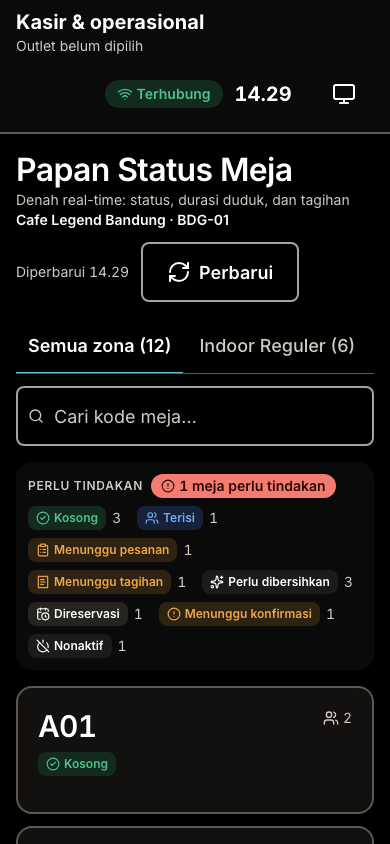 Kasir & operasional
Outlet belum dipilih
Terhubung 14.29
Papan Status Meja
Denah real-time: status, durasi duduk, dan tagihan
Cafe Legend Bandung · BDG-01
Diperbarui 14.29 Perbarui
Semua zona (12) Indoor Reguler (6)
Cari kode meja...
PERLU TINDAKAN 1 meja perlu tindakan
Kosong 3 Terisi 1
Menunggu pesanan 1
Menunggu tagihan 1 Perlu dibersihkan 3
Direservasi 1 Menunggu konfirmasi 1
Nonaktif 1
A01 2
Kosong